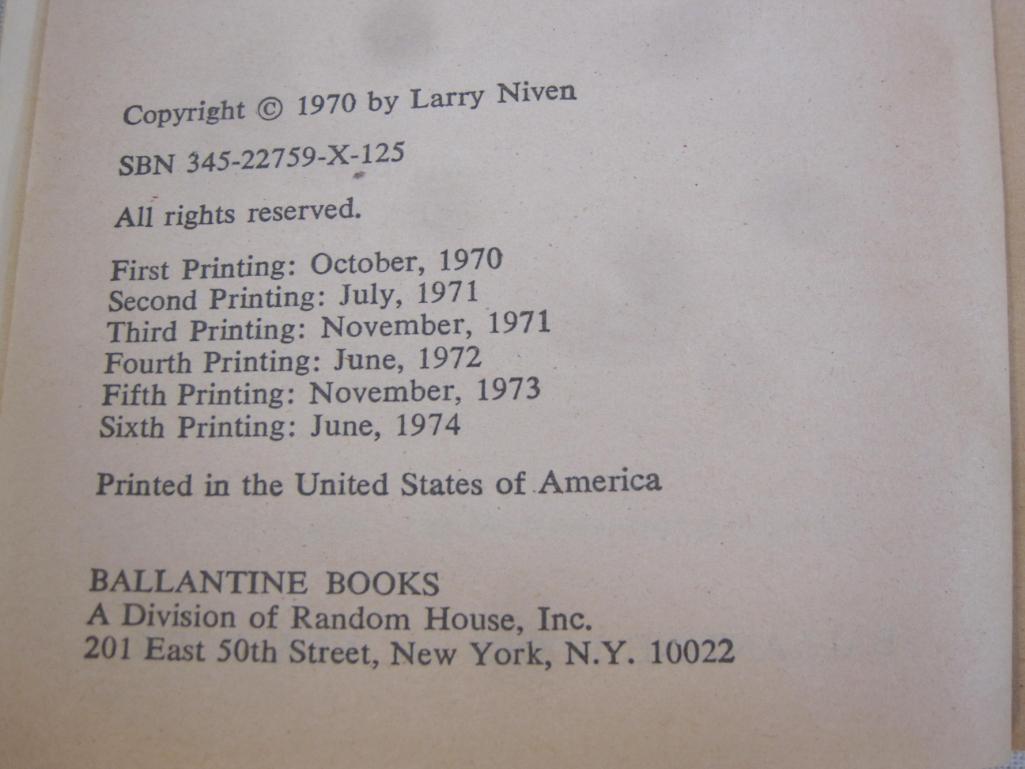 Copyright © 1970 by Larry Niven
SBN 345-22759-X-125
All rights reserved.
First Printing: October, 1970
Second Printing: July, 1971
Third Printing: November, 1971
Fourth Printing: June, 1972
Fifth Printing: November, 1973
Sixth Printing: June, 1974
Printed in the United States of America
BALLANTINE BOOKS
A Division of Random House, Inc.
201 East 50th Street, New York, N.Y. 10022